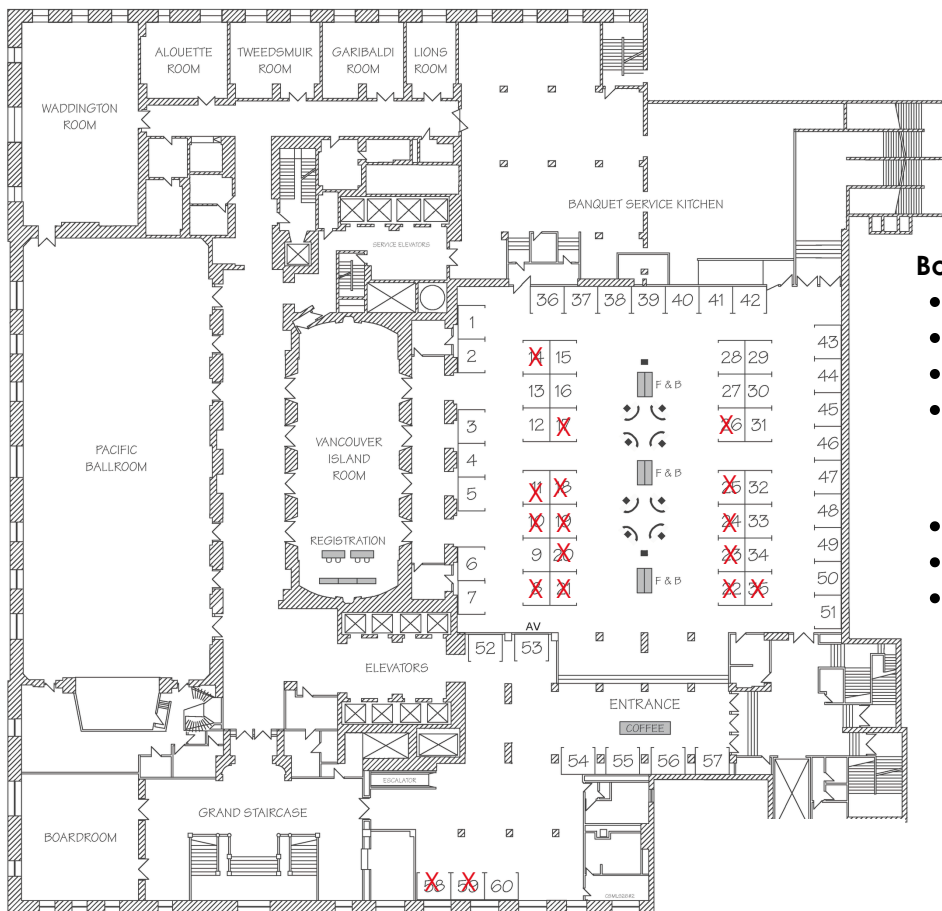 ALOUETTE
ROOM
TWEEDSMUIR
ROOM
GARIBALDI
ROOM
LIONS
ROOM
WADDINGTON
ROOM
BANQUET SERVICE KITCHEN
SERVICE ELEVATORS
Bo
36 37 38 39 40 41 42
1
2
3
4
5
6
7
14 15
13 16
12 17
11 18
10 19
9 20
8 21
F & B
F & B
F & B
28 29
27 30
26 31
25 32
24 33
23 34
22 35
43
44
45
46
47
48
49
50
51
PACIFIC
BALLROOM
VANCOUVER
ISLAND
ROOM
REGISTRATION
AV
52 53
ELEVATORS
ENTRANCE
COFFEE
54 55 56 57
ESCALATOR
GRAND STAIRCASE
BOARDROOM
58 59 60